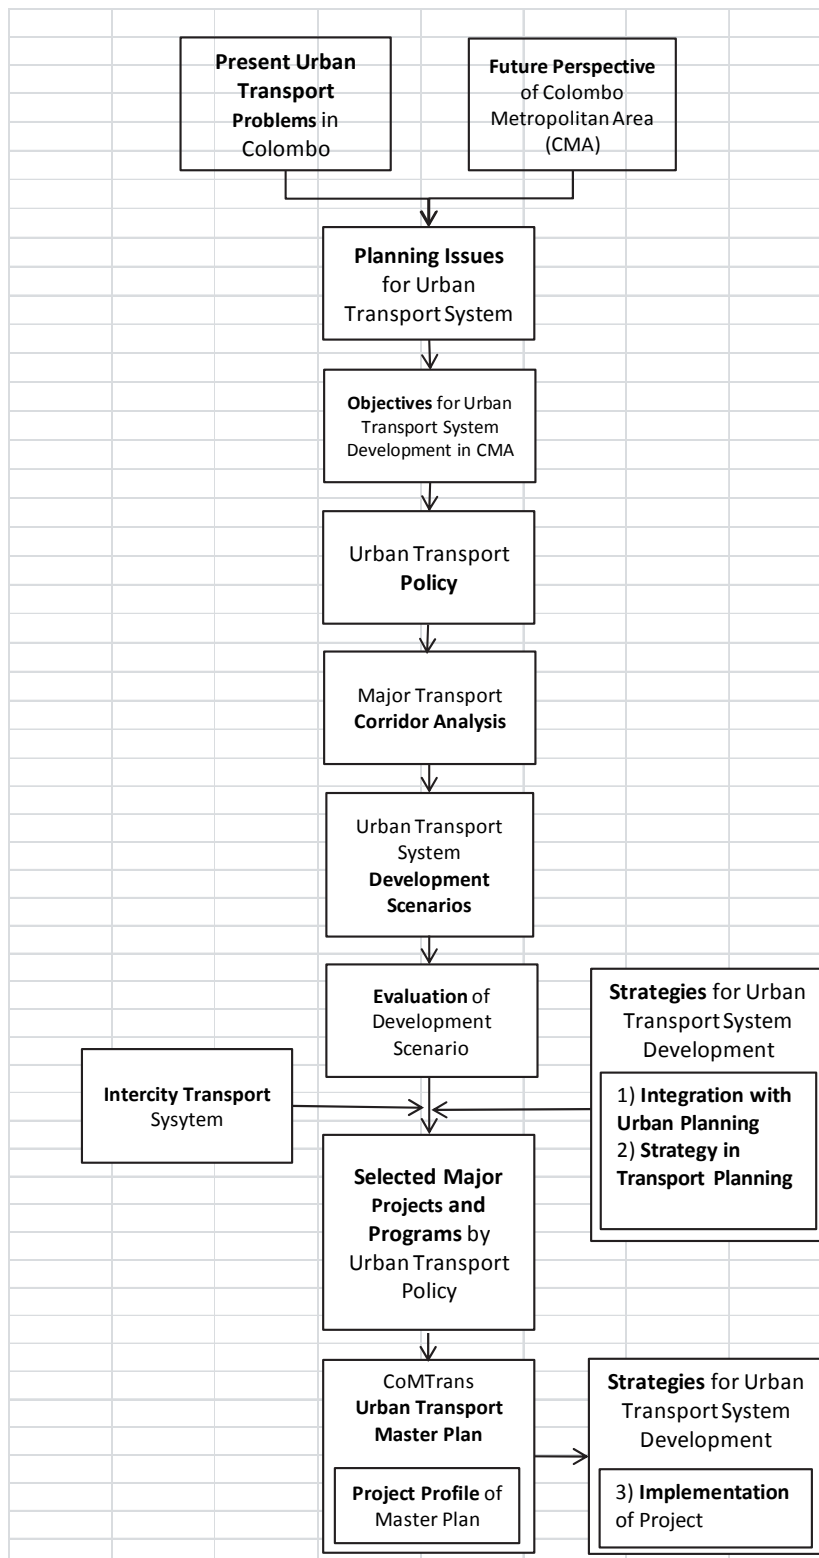 Present Urban
Transport
Problems in
Colombo
Future Perspective
of Colombo
Metropolitan Area
(CMA)
Planning Issues
for Urban
Transport System
Objectives for Urban
Transport System
Development in CMA
Urban Transport
Policy
Major Transport
Corridor Analysis
Urban Transport
System
Development
Scenarios
Evaluation of
Development
Scenario
Strategies for Urban
Transport System
Development
1) Integration with
Urban Planning
2) Strategy in
Transport Planning
Intercity Transport
Sysytem
Selected Major
Projects and
Programs by
Urban Transport
Policy
CoMTrans
Urban Transport
Master Plan
Project Profile of
Master Plan
Strategies for Urban
Transport System
Development
3) Implementation
of Project